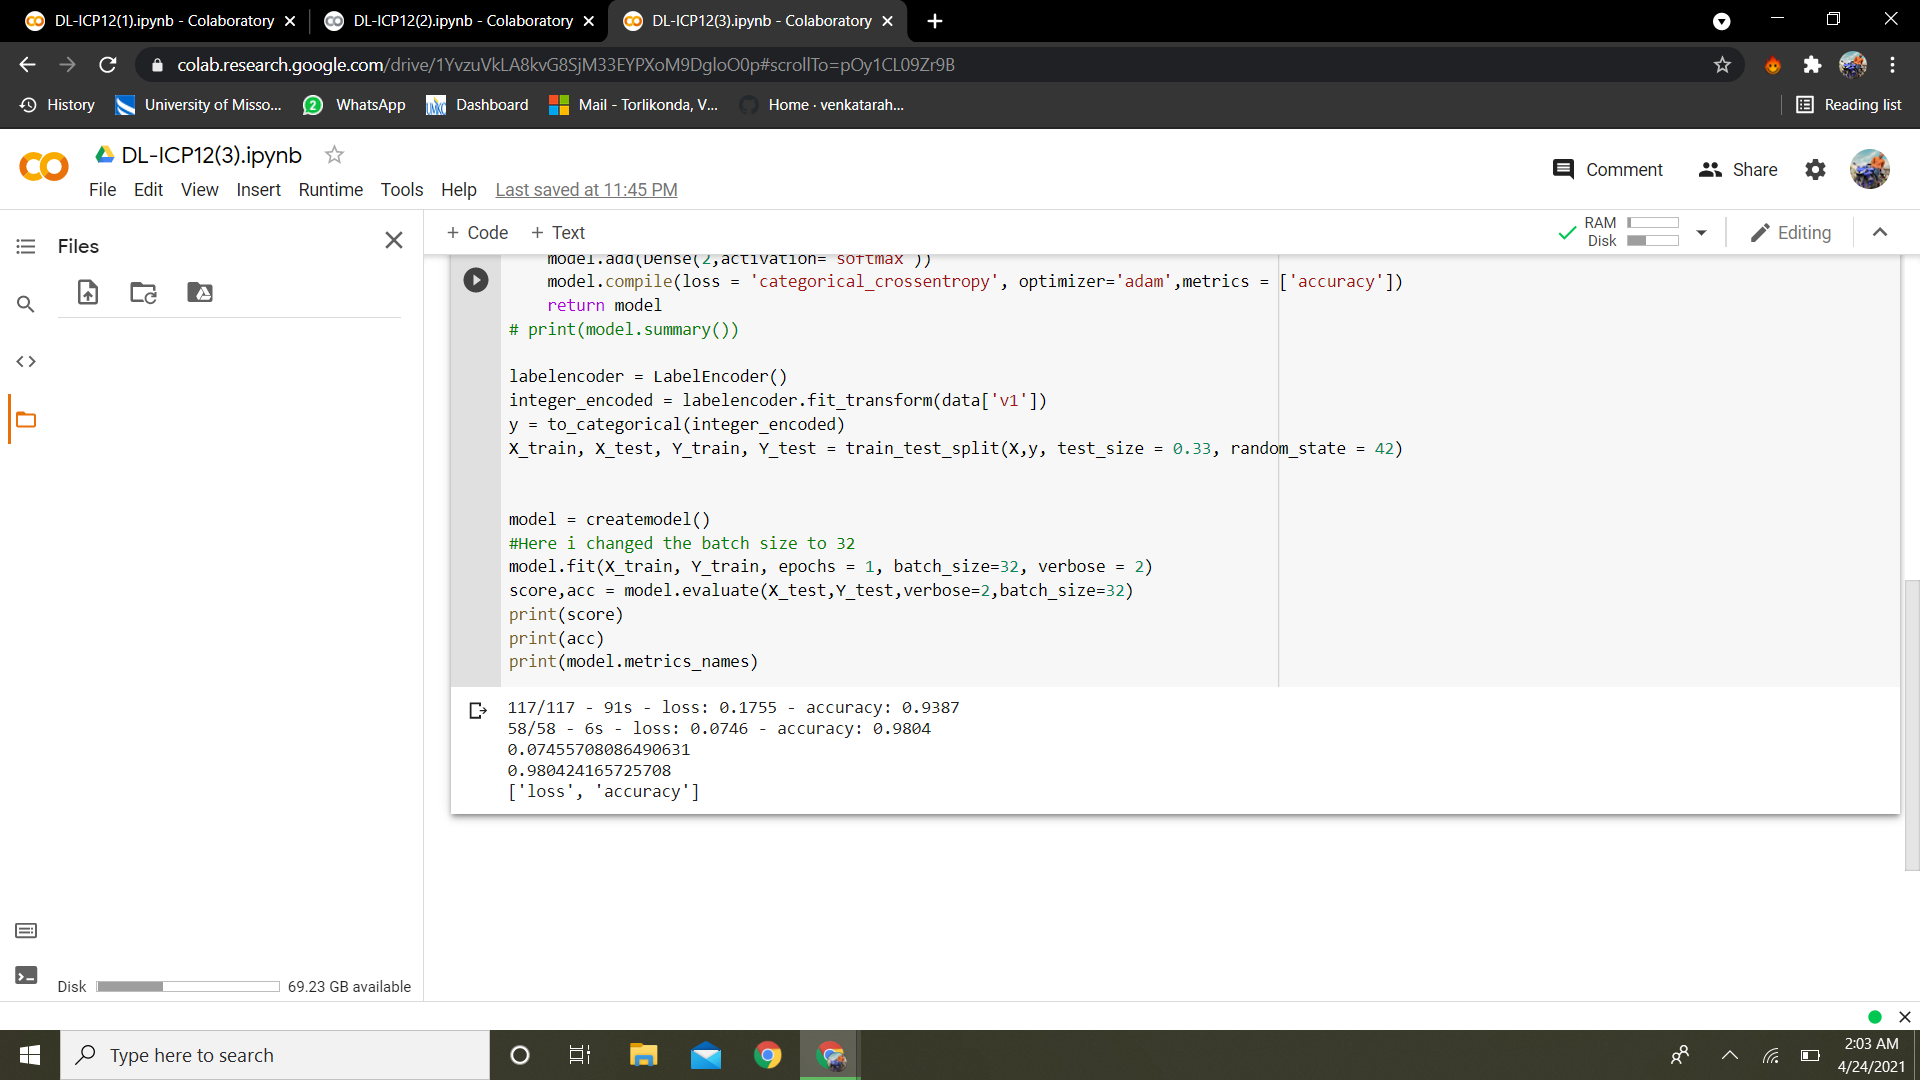 DL-ICP12(1).ipynb - Colaboratory
DL-ICP12(2).ipynb - Colaboratory
DL-ICP12(3).ipynb - Colaboratory
colab.research.google.com/drive/1YvzuVkLA8kvG8SjM33EYPXoM9DgloO0p#scrollTo=pOy1CL09Zr9B
History
University of Misso...
WhatsApp
Dashboard
Mail - Torlikonda, V...
Home · venkatarah...
Reading list
DL-ICP12(3).ipynb
Comment
Share
File Edit View Insert Runtime Tools Help Last saved at 11:45 PM
Files
+ Code + Text
RAM
Disk
Editing
model.add(Dense(2,activation='softmax'))
model.compile(loss = 'categorical_crossentropy', optimizer='adam',metrics = ['accuracy'])
return model
# print(model.summary())
labelencoder = LabelEncoder()
integer_encoded = labelencoder.fit_transform(data['v1'])
y = to_categorical(integer_encoded)
X_train, X_test, Y_train, Y_test = train_test_split(X,y, test_size = 0.33, random_state = 42)
model = createmodel()
#Here i changed the batch size to 32
model.fit(X_train, Y_train, epochs = 1, batch_size=32, verbose = 2)
score,acc = model.evaluate(X_test,Y_test,verbose=2,batch_size=32)
print(score)
print(acc)
print(model.metrics_names)
117/117 - 91s - loss: 0.1755 - accuracy: 0.9387
58/58 - 6s - loss: 0.0746 - accuracy: 0.9804
0.07455708086490631
0.980424165725708
['loss', 'accuracy']
Disk
69.23 GB available
Type here to search
2:03 AM
4/24/2021